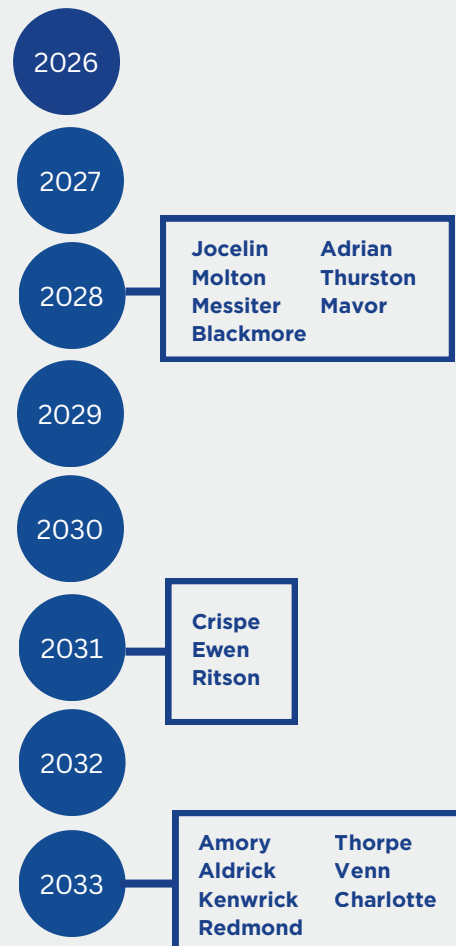 2026
2027
2028
Jocelin Adrian
Molton Thurston
Messiter Mavor
Blackmore
2029
2030
2031
Crispe
Ewen
Ritson
2032
2033
Amory Thorpe
Aldrick Venn
Kenwrick Charlotte
Redmond